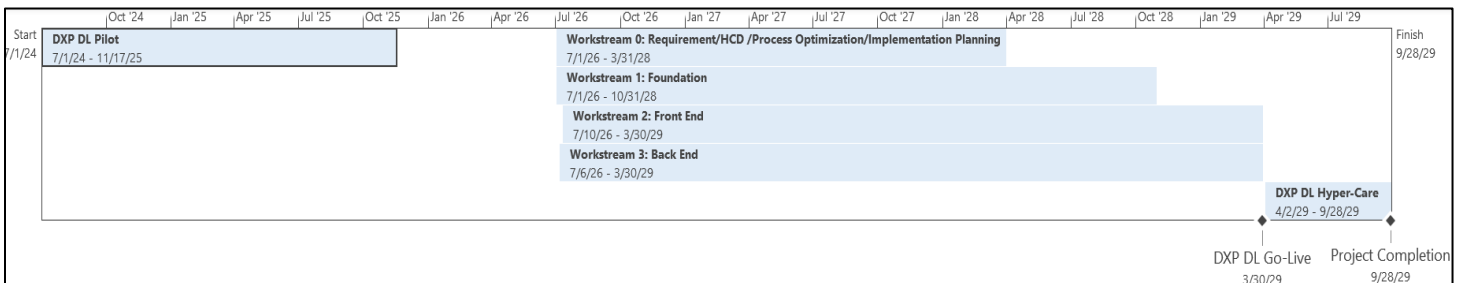 Oct '24 Jan '25 Apr '25 Jul '25 Oct '25 Jan '26 Apr '26 Jul '26 Oct '26 Jan '27 Apr '27 Jul '27 Oct '27 Jan '28 Apr '28 Jul '28 Oct '28 Jan '29 Apr '29 Jul '29
Start
7/1/24
DXP DL Pilot
7/1/24 - 11/17/25
Workstream 0: Requirement/HCD /Process Optimization/Implementation Planning
7/1/26 - 3/31/28
Finish
9/28/29
Workstream 1: Foundation
7/1/26 - 10/31/28
Workstream 2: Front End
7/10/26 - 3/30/29
Workstream 3: Back End
7/6/26 - 3/30/29
DXP DL Hyper-Care
4/2/29 - 9/28/29
DXP DL Go-Live
3/30/29
Project Completion
9/28/29